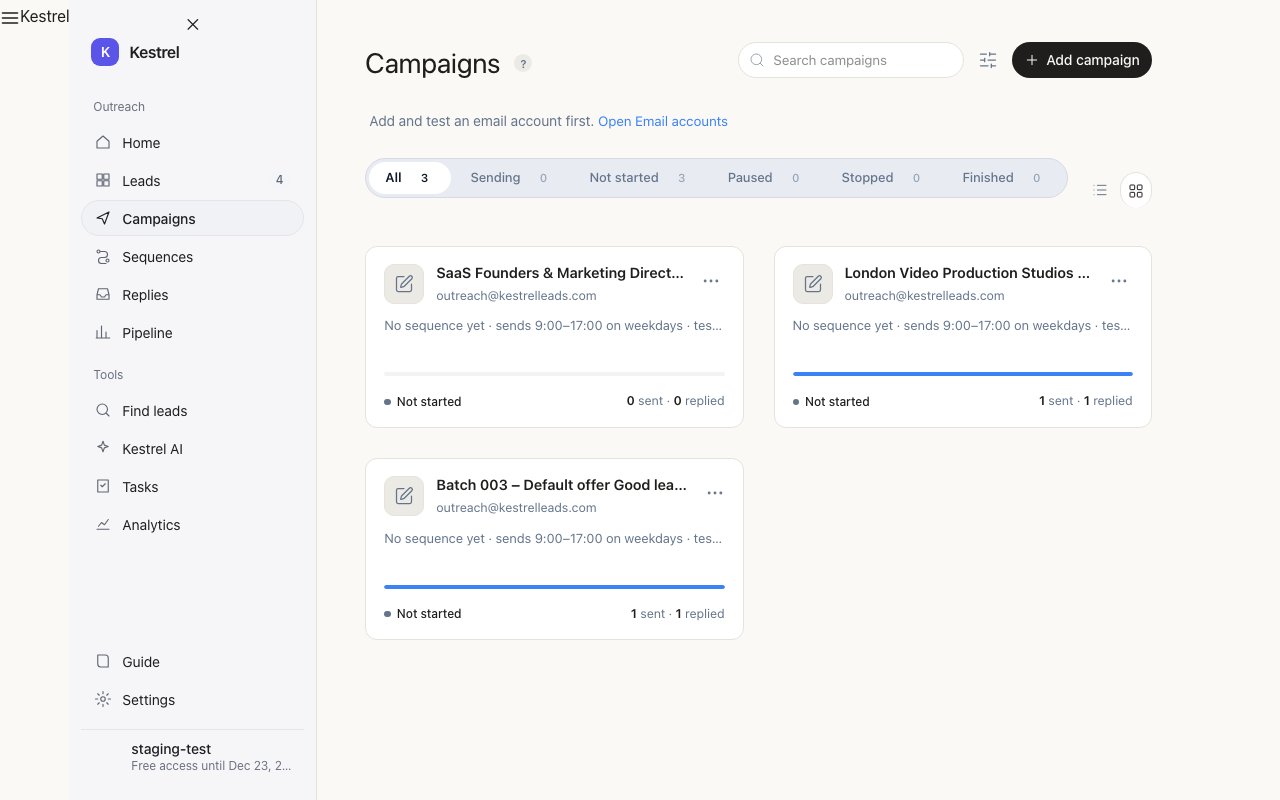 Kestrel
K Kestrel
Outreach
Home
Leads 4
Campaigns
Sequences
Replies
Pipeline
Tools
Find leads
Kestrel AI
Tasks
Analytics
Guide
Settings
staging-test
Free access until Dec 23, 2...
Campaigns ?
Search campaigns
+ Add campaign
Add and test an email account first. Open Email accounts
All 3 Sending 0 Not started 3 Paused 0 Stopped 0 Finished 0
SaaS Founders & Marketing Direct...
outreach@kestrelleads.com
No sequence yet · sends 9:00–17:00 on weekdays · tes...
Not started 0 sent · 0 replied
London Video Production Studios ...
outreach@kestrelleads.com
No sequence yet · sends 9:00–17:00 on weekdays · tes...
Not started 1 sent · 1 replied
Batch 003 – Default offer Good lea...
outreach@kestrelleads.com
No sequence yet · sends 9:00–17:00 on weekdays · tes...
Not started 1 sent · 1 replied